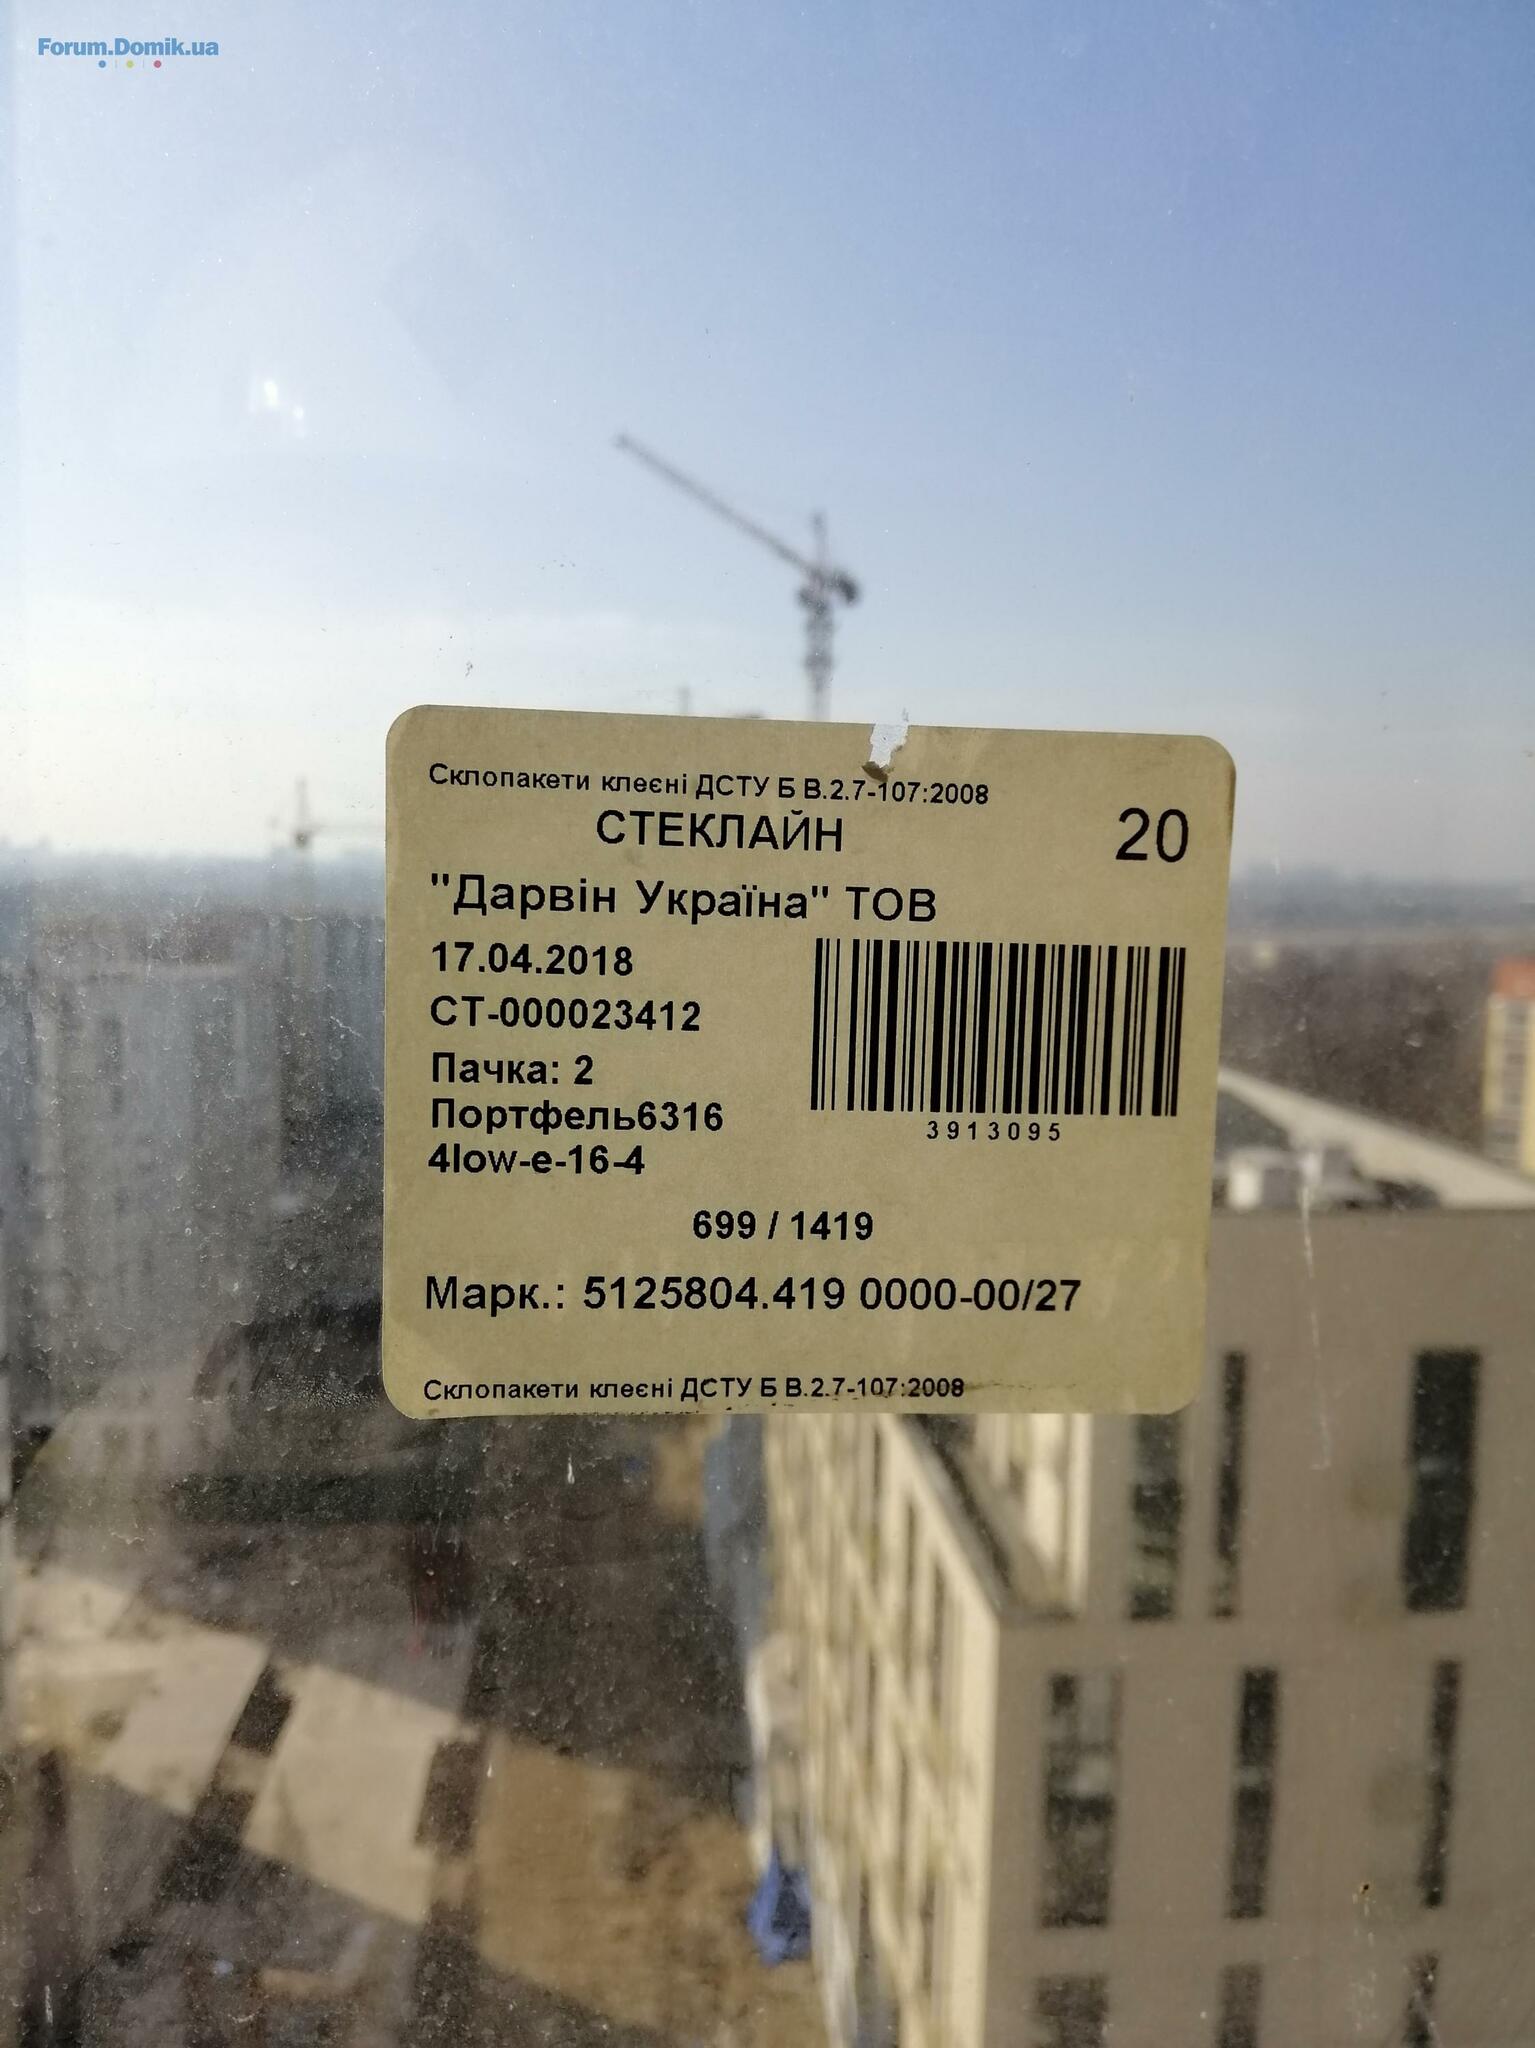 Forum.Domik.ua
Склопакети клеєні ДСТУ Б В.2.7-107:2008
СТЕКЛАЙН
20
"Дарвін Україна" ТОВ
17.04.2018
СТ-000023412
Пачка: 2
Портфель6316
4low-e-16-4
3913095
699 / 1419
Марк.: 5125804.419 0000-00/27
Склопакети клеєні ДСТУ Б В.2.7-107:2008